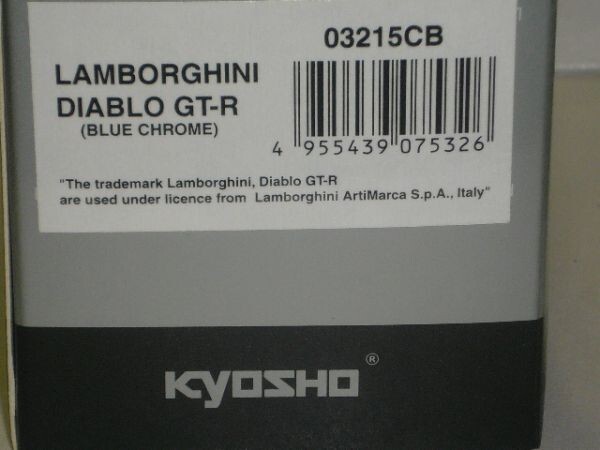 03215CB
LAMBORGHINI
DIABLO GT-R
(BLUE CHROME)
4 955439 075326
"The trademark Lamborghini, Diablo GT-R
are used under licence from Lamborghini ArtiMarca S.p.A., Italy"
KYOSHO ®